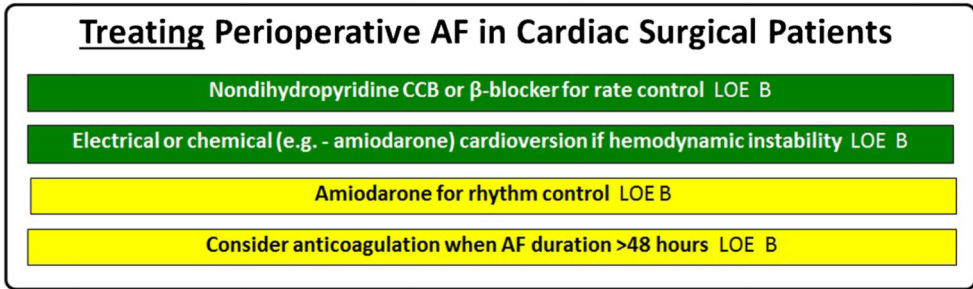 Treating Perioperative AF in Cardiac Surgical Patients
Nondihydropyridine CCB or β-blocker for rate control LOE B
Electrical or chemical (e.g. - amiodarone) cardioversion if hemodynamic instability LOE B
Amiodarone for rhythm control LOE B
Consider anticoagulation when AF duration >48 hours LOE B